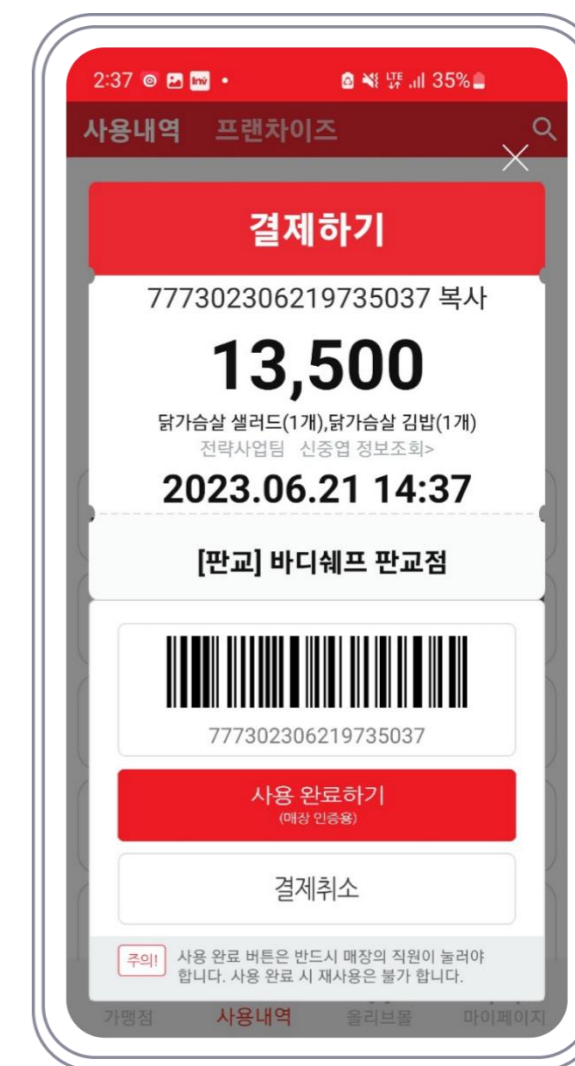 2:37
LTE 35%
사용내역 프랜차이즈
결제하기
777302306219735037 복사
13,500
닭가슴살 샐러드(1개),닭가슴살 김밥(1개)
전략사업팀 신중엽 정보조회>
2023.06.21 14:37
[판교] 바디쉐프 판교점
777302306219735037
사용 완료하기
(매장 인증용)
결제취소
주의! 사용 완료 버튼은 반드시 매장의 직원이 눌러야
합니다. 사용 완료 시 재사용은 불가 합니다.
가맹점 사용내역 올리브몰 마이페이지